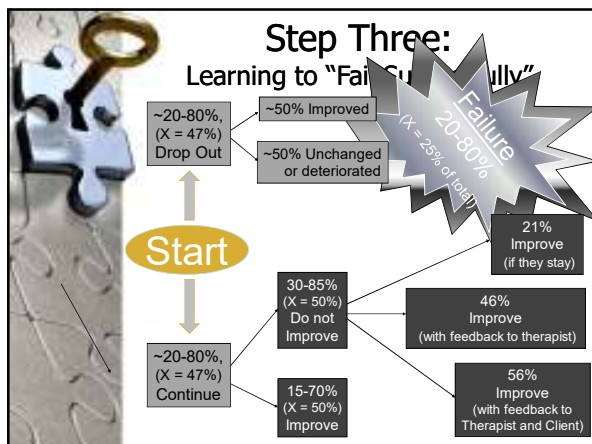 Step Three:
Learning to “Fail Successfully”
~20-80%,
(X = 47%)
Drop Out
~50% Improved
~50% Unchanged
or deteriorated
Failure
20-80%
(X = 25% of total)
Start
21%
Improve
(if they stay)
30-85%
(X = 50%)
Do not
Improve
46%
Improve
(with feedback to therapist)
~20-80%,
(X = 47%)
Continue
15-70%
(X = 50%)
Improve
56%
Improve
(with feedback to
Therapist and Client)